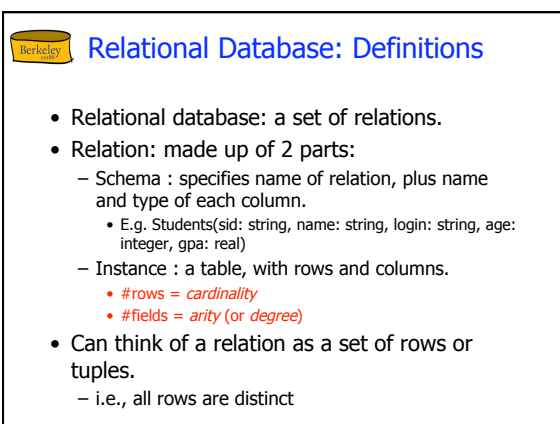 Berkeley
cs186
Relational Database: Definitions
• Relational database: a set of relations.
• Relation: made up of 2 parts:
– Schema : specifies name of relation, plus name
and type of each column.
• E.g. Students(sid: string, name: string, login: string, age:
integer, gpa: real)
– Instance : a table, with rows and columns.
• #rows = cardinality
• #fields = arity (or degree)
• Can think of a relation as a set of rows or
tuples.
– i.e., all rows are distinct